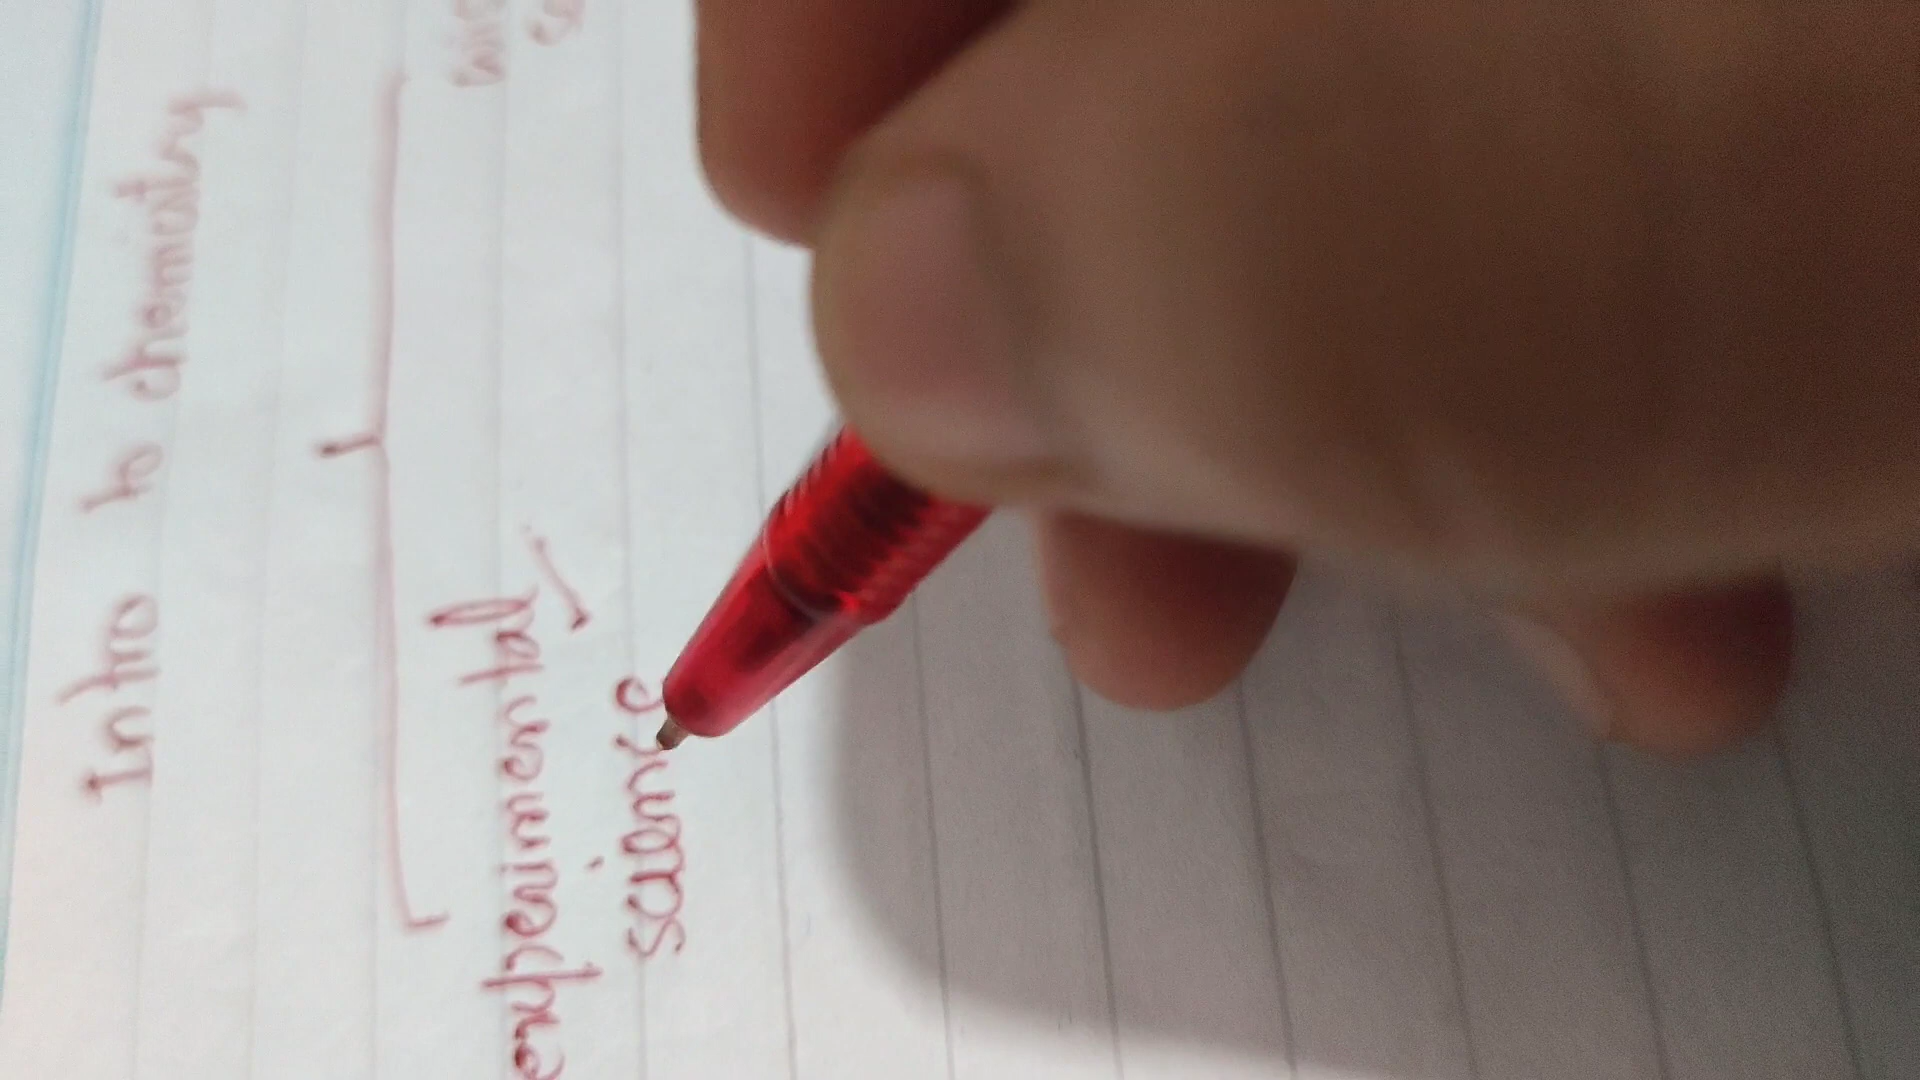 Intro to chemistry
experimental
science